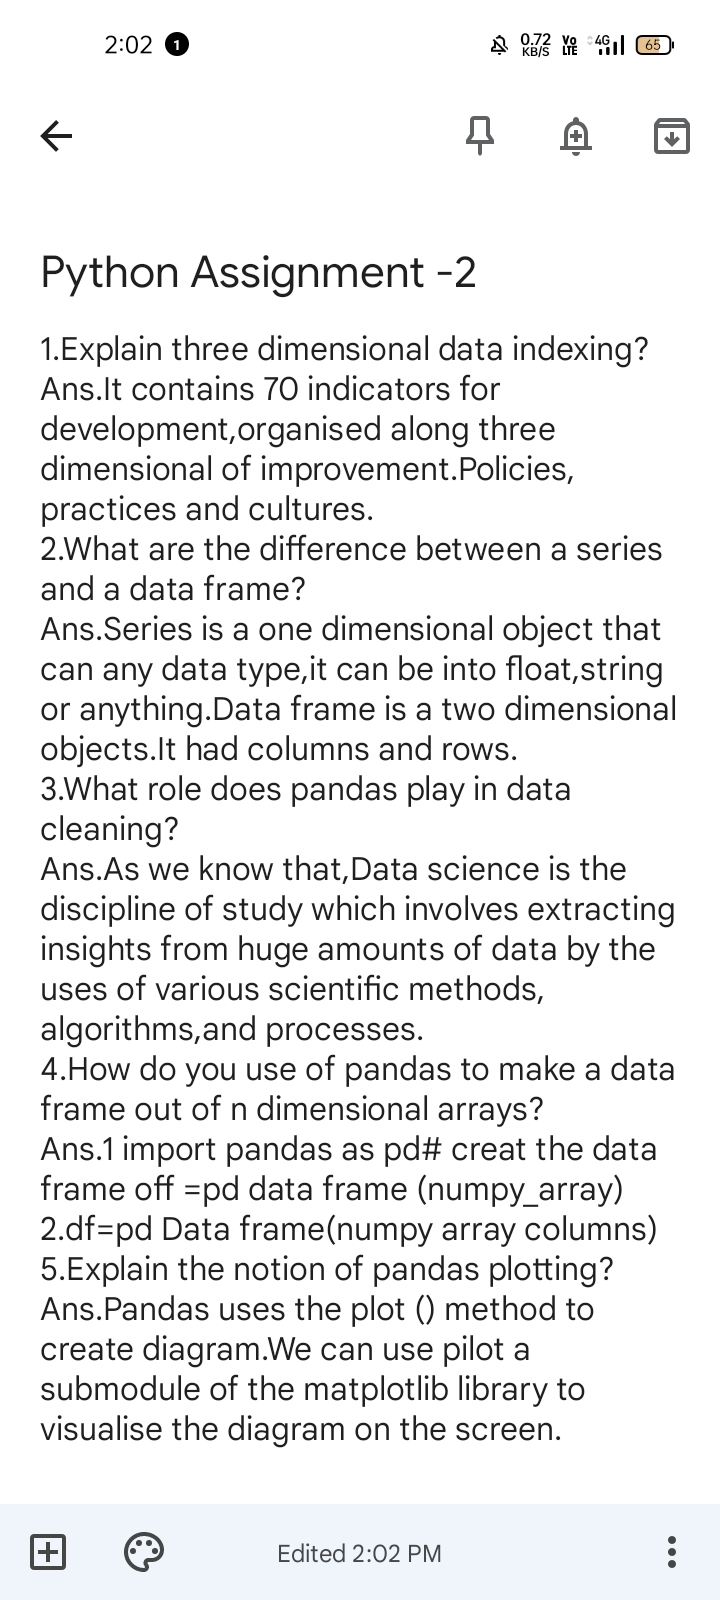 2:02 1 0.72 KB/S Vo LTE 4G 65
Python Assignment -2
1.Explain three dimensional data indexing?
Ans.It contains 70 indicators for
development,organised along three
dimensional of improvement.Policies,
practices and cultures.
2.What are the difference between a series
and a data frame?
Ans.Series is a one dimensional object that
can any data type,it can be into float,string
or anything.Data frame is a two dimensional
objects.It had columns and rows.
3.What role does pandas play in data
cleaning?
Ans.As we know that,Data science is the
discipline of study which involves extracting
insights from huge amounts of data by the
uses of various scientific methods,
algorithms,and processes.
4.How do you use of pandas to make a data
frame out of n dimensional arrays?
Ans.1 import pandas as pd# creat the data
frame off =pd data frame (numpy_array)
2.df=pd Data frame(numpy array columns)
5.Explain the notion of pandas plotting?
Ans.Pandas uses the plot () method to
create diagram.We can use pilot a
submodule of the matplotlib library to
visualise the diagram on the screen.
Edited 2:02 PM